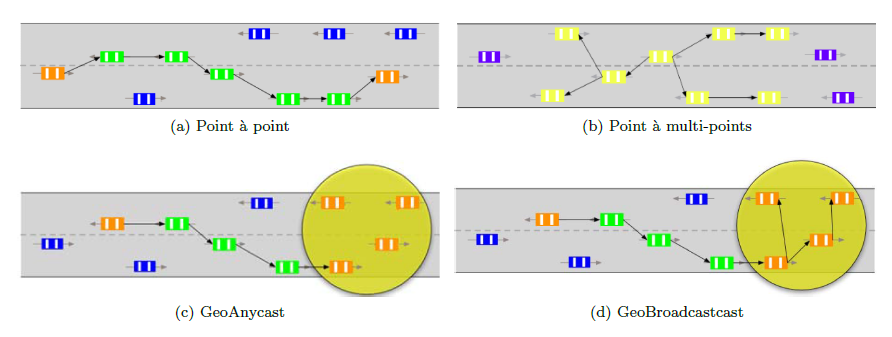 (a) Point à point
(b) Point à multi-points
(c) GeoAnycast
(d) GeoBroadcastcast